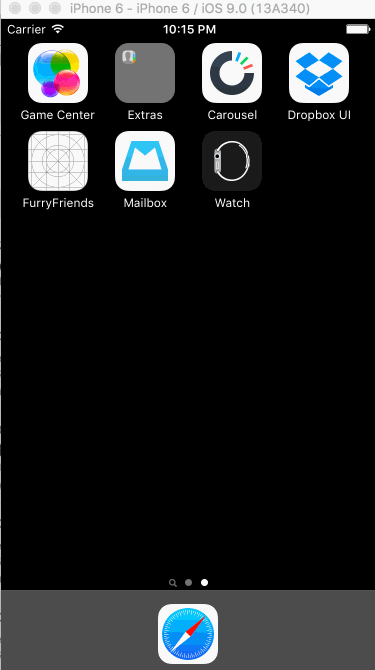 iPhone 6 - iPhone 6 / iOS 9.0 (13A340)
Carrier 10:15 PM
Game Center Extras Carousel Dropbox UI
FurryFriends Mailbox Watch